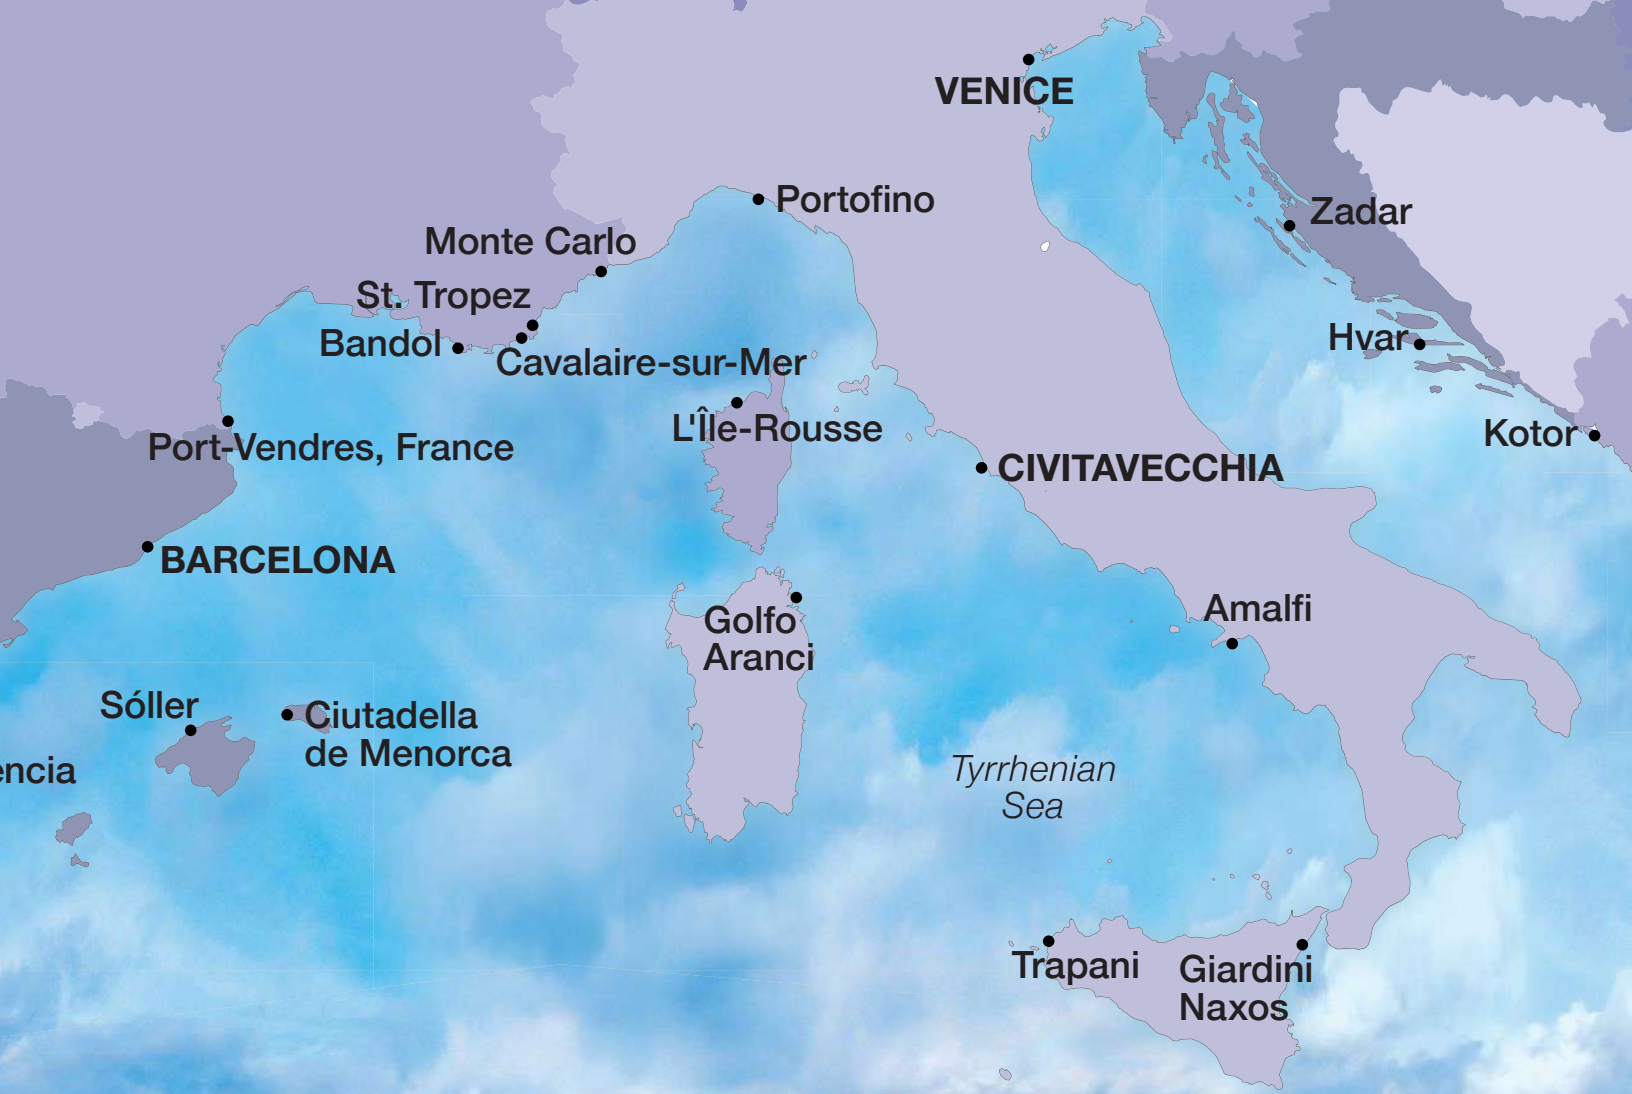 VENICE
Portofino
Zadar
Monte Carlo
St. Tropez
Bandol
Hvar
Cavalaire-sur-Mer
L'Île-Rousse
Port-Vendres, France
Kotor
CIVITAVECCHIA
BARCELONA
Golfo
Aranci
Amalfi
Sóller
Ciutadella
de Menorca
encia
Tyrrhenian
Sea
Trapani
Giardini
Naxos